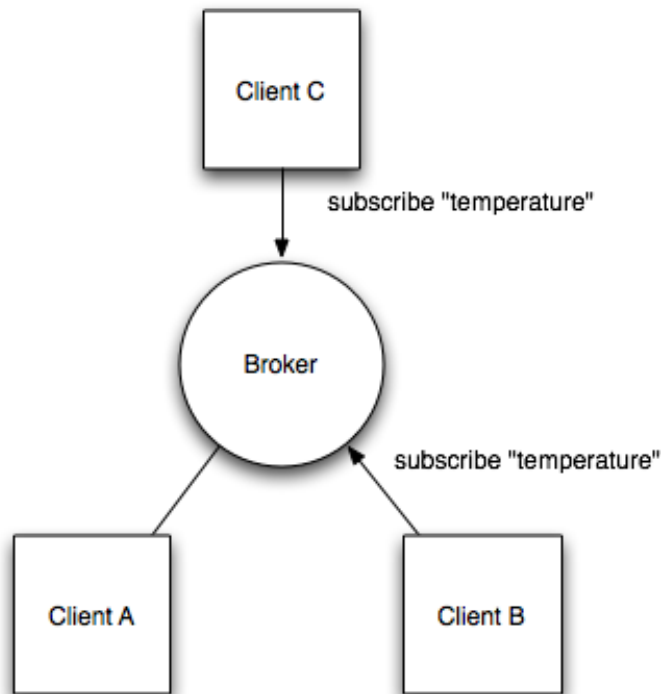 Client C
subscribe "temperature"
Broker
subscribe "temperature"
Client A
Client B